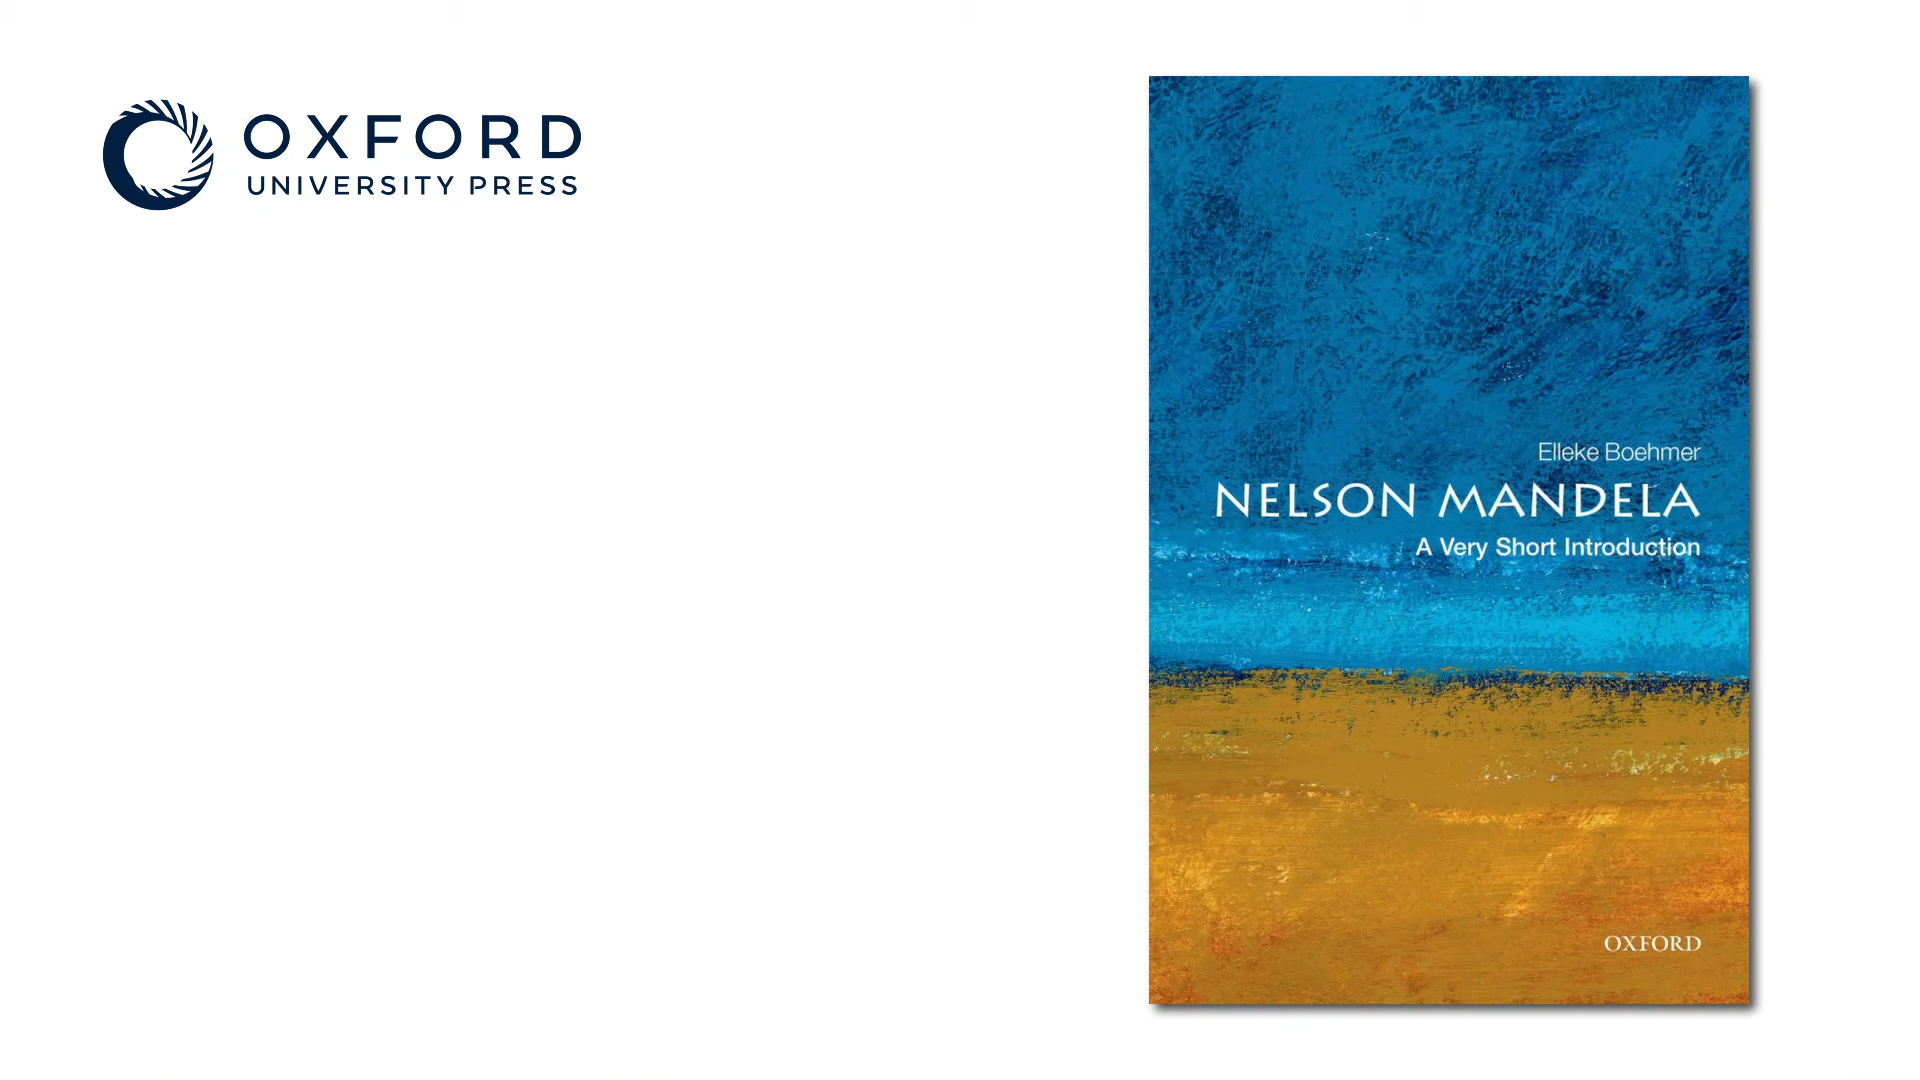 OXFORD
UNIVERSITY PRESS
Elleke Boehmer
NELSON MANDELA
A Very Short Introduction
OXFORD